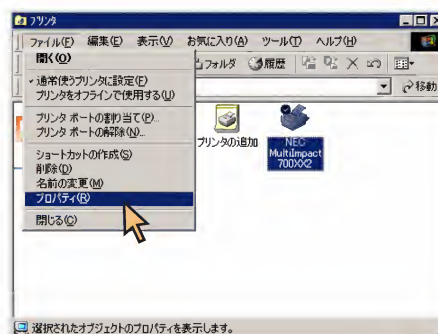 プリンタ
ファイル(F) 編集(E) 表示(V) お気に入り(A) ツール(T) ヘルプ(H)
開く(O)
フォルダ 履歴
通常使うプリンタに設定(F)
プリンタをオフラインで使用する(U)
移動
プリンタ ポートの割り当て(P)...
プリンタ ポートの解除(N)...
ショートカットの作成(S)
削除(D)
名前の変更(M)
プロパティ(R)
閉じる(C)
プリンタの追加
NEC
MultiImpact
700XX2
選択されたオブジェクトのプロパティを表示します。